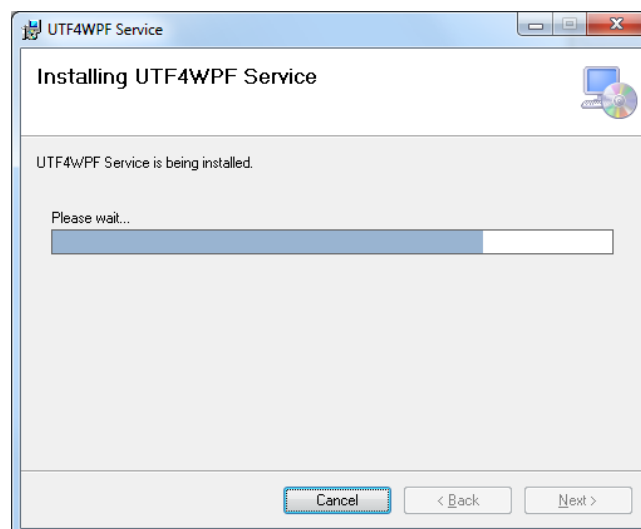 UTF4WPF Service
Installing UTF4WPF Service
UTF4WPF Service is being installed.
Please wait...
Cancel
< Back
Next >